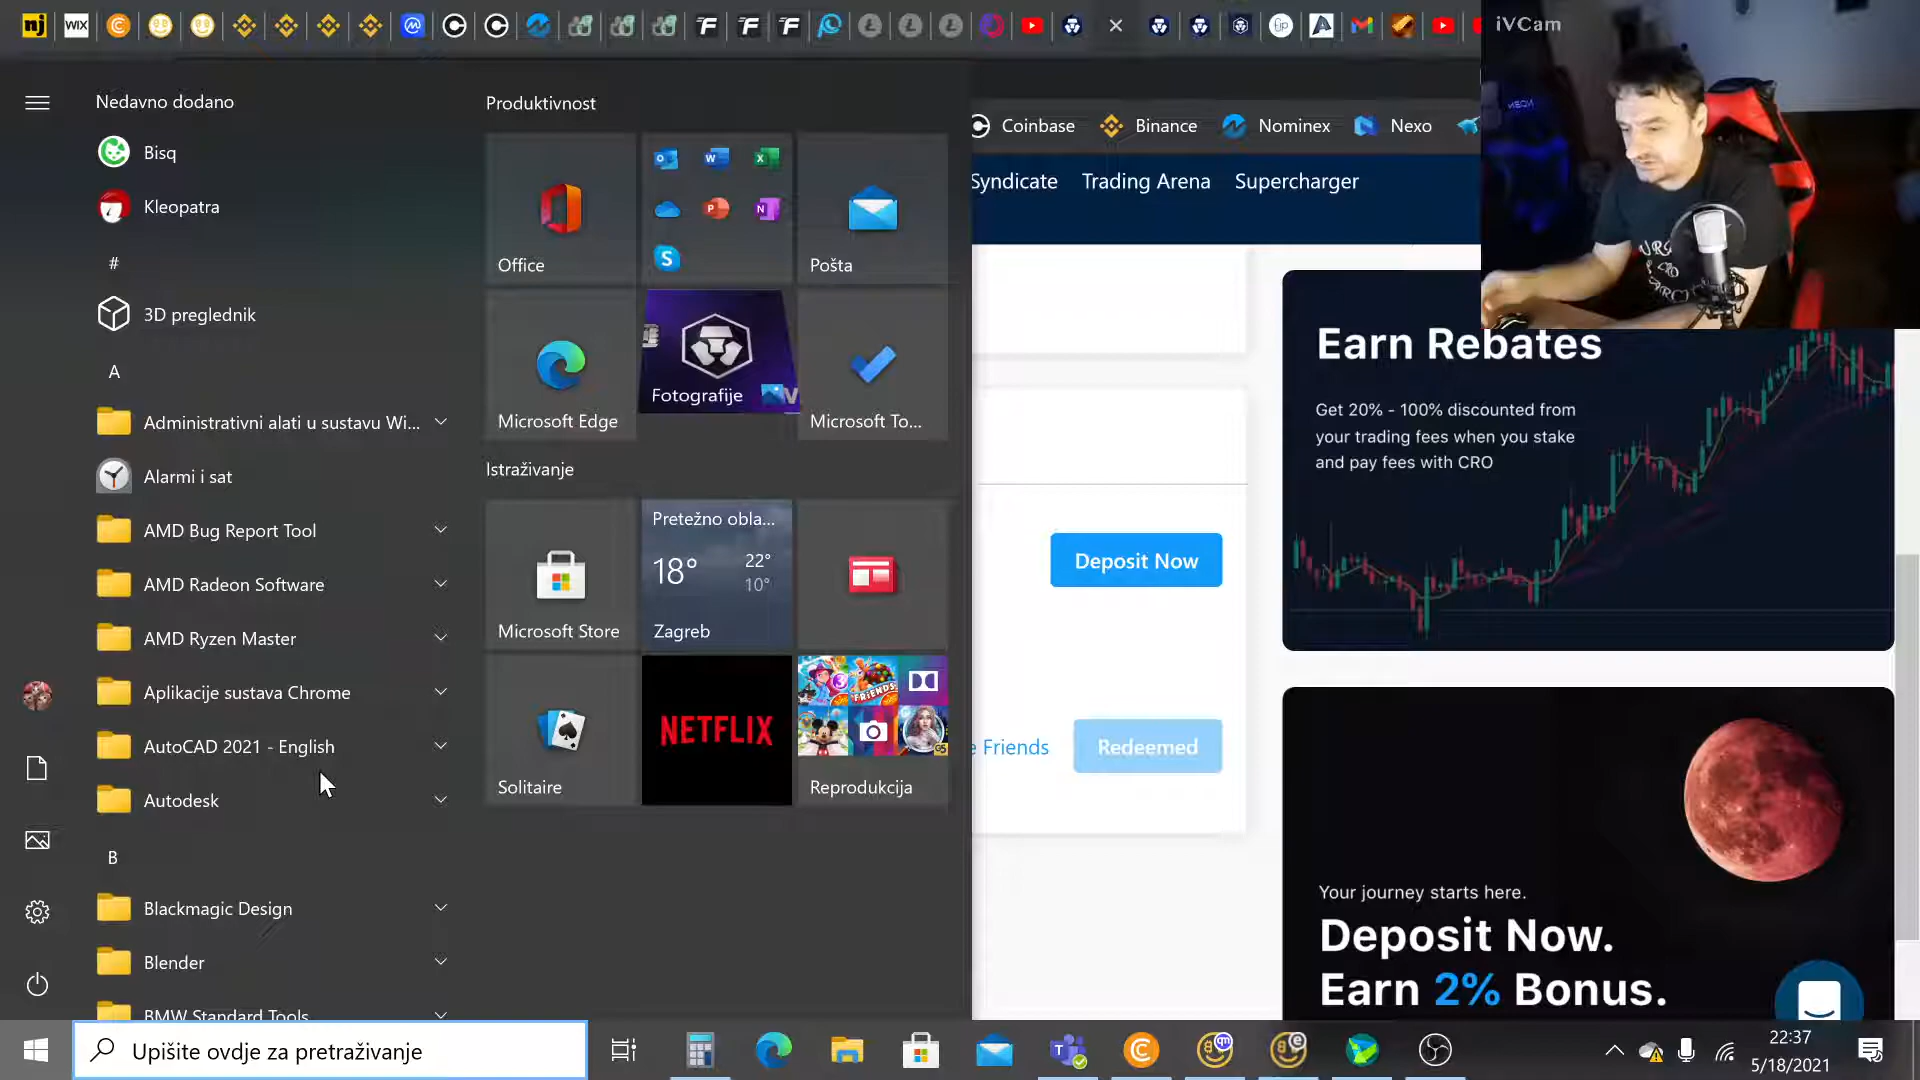 nj
WIX
iVCam
Nedavno dodano
Bisq
Kleopatra
#
3D preglednik
A
Administrativni alati u sustavu Wi...
Alarmi i sat
AMD Bug Report Tool
AMD Radeon Software
AMD Ryzen Master
Aplikacije sustava Chrome
AutoCAD 2021 - English
Autodesk
B
Blackmagic Design
Blender
BMW Standard Tools
Produktivnost
Office
Pošta
Microsoft Edge
Fotografije
Microsoft To...
Istraživanje
Microsoft Store
Pretežno obla...
18°
22°
10°
Zagreb
Solitaire
NETFLIX
Reprodukcija
Coinbase
Binance
Nominex
Nexo
Syndicate
Trading Arena
Supercharger
Deposit Now
e Friends
Redeemed
Earn Rebates
Get 20% - 100% discounted from
your trading fees when you stake
and pay fees with CRO
Your journey starts here.
Deposit Now.
Earn 2% Bonus.
Upišite ovdje za pretraživanje
22:37
5/18/2021